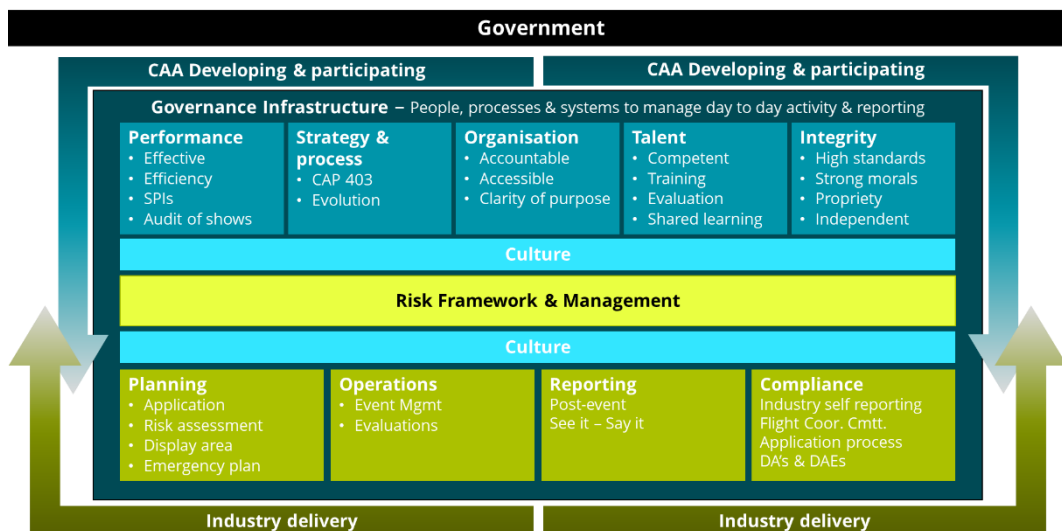 Government
CAA Developing & participating
CAA Developing & participating
Governance Infrastructure – People, processes & systems to manage day to day activity & reporting
Performance
• Effective
• Efficiency
• SPIs
• Audit of shows
Strategy &
process
• CAP 403
• Evolution
Organisation
• Accountable
• Accessible
• Clarity of purpose
Talent
• Competent
• Training
• Evaluation
• Shared learning
Integrity
• High standards
• Strong morals
• Propriety
• Independent
Culture
Risk Framework & Management
Culture
Planning
• Application
• Risk assessment
• Display area
• Emergency plan
Operations
• Event Mgmt
• Evaluations
Reporting
Post-event
See it – Say it
Compliance
Industry self reporting
Flight Coor. Cmtt.
Application process
DA's & DAEs
Industry delivery
Industry delivery